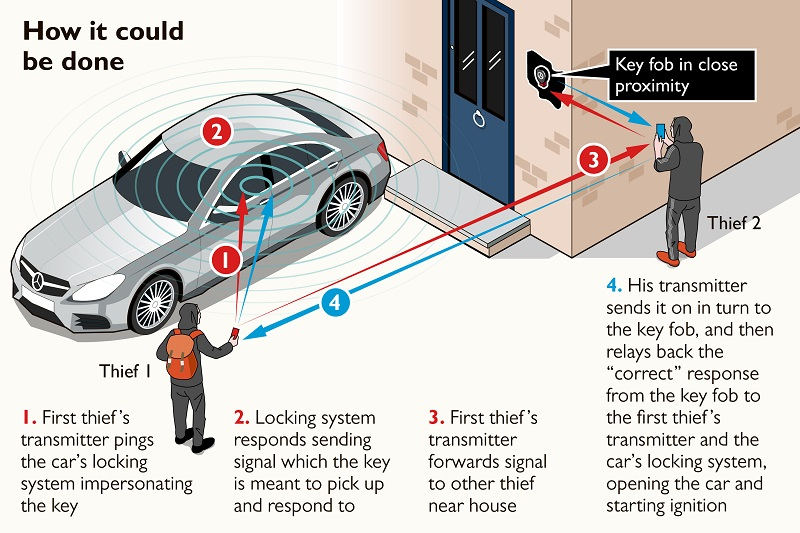 How it could
be done
2
Key fob in close
proximity
3
Thief 2
1
4
Thief 1
1. First thief's
transmitter pings
the car's locking
system impersonating
the key
2. Locking system
responds sending
signal which the key
is meant to pick up
and respond to
3. First thief's
transmitter
forwards signal
to other thief
near house
4. His transmitter
sends it on in turn to
the key fob, and then
relays back the
“correct” response
from the key fob to
the first thief's
transmitter and the
car's locking system,
opening the car and
starting ignition